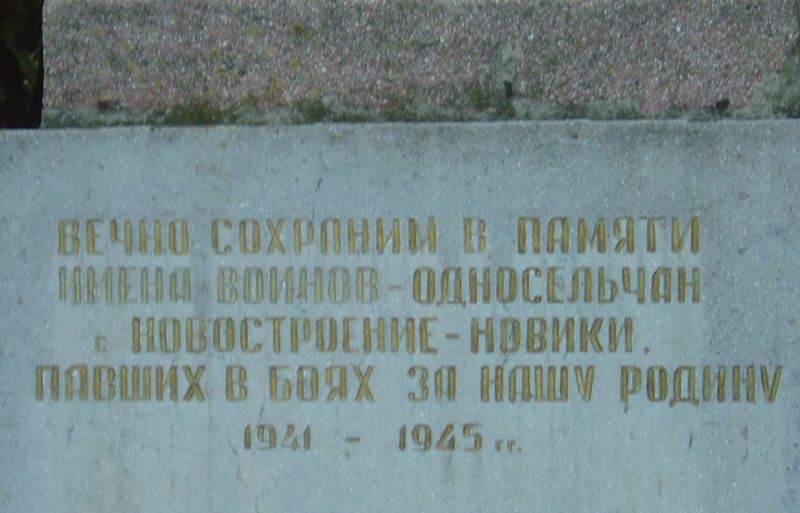 ВЕЧНО СОХРАНИМ В ПАМЯТИ
ИМЕНА ВОИНОВ - ОДНОСЕЛЬЧАН
с НОВОСТРОЕНИЕ - НОВИКИ,
ПАВШИХ В БОЯХ ЗА НАШУ РОДИНУ
1941 - 1945 гг.